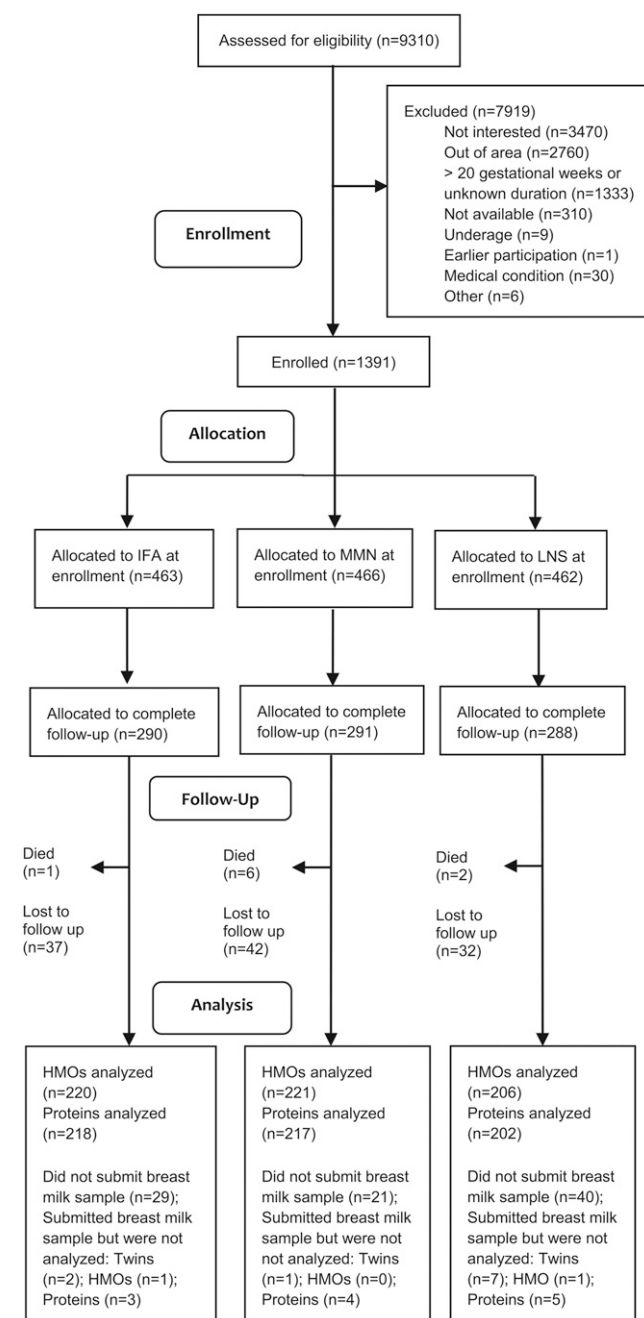 Assessed for eligibility (n=9310)
Excluded (n=7919)
Not interested (n=3470)
Out of area (n=2760)
> 20 gestational weeks or
unknown duration (n=1333)
Not available (n=310)
Underage (n=9)
Earlier participation (n=1)
Medical condition (n=30)
Other (n=6)
Enrollment
Enrolled (n=1391)
Allocation
Allocated to IFA at
enrollment (n=463)
Allocated to MMN at
enrollment (n=466)
Allocated to LNS at
enrollment (n=462)
Allocated to complete
follow-up (n=290)
Allocated to complete
follow-up (n=291)
Allocated to complete
follow-up (n=288)
Follow-Up
Died
(n=1)
Lost to
follow up
(n=37)
Died
(n=6)
Lost to
follow up
(n=42)
Died
(n=2)
Lost to
follow up
(n=32)
Analysis
HMOs analyzed
(n=220)
Proteins analyzed
(n=218)
Did not submit breast
milk sample (n=29);
Submitted breast milk
sample but were not
analyzed: Twins
(n=2); HMOs (n=1);
Proteins (n=3)
HMOs analyzed
(n=221)
Proteins analyzed
(n=217)
Did not submit breast
milk sample (n=21);
Submitted breast milk
sample but were not
not analyzed: Twins
(n=1); HMOs (n=0);
Proteins (n=4)
HMOs analyzed
(n=206)
Proteins analyzed
(n=202)
Did not submit breast
milk sample (n=40);
Submitted breast milk
sample but were not
analyzed: Twins
(n=7); HMO (n=1);
Proteins (n=5)